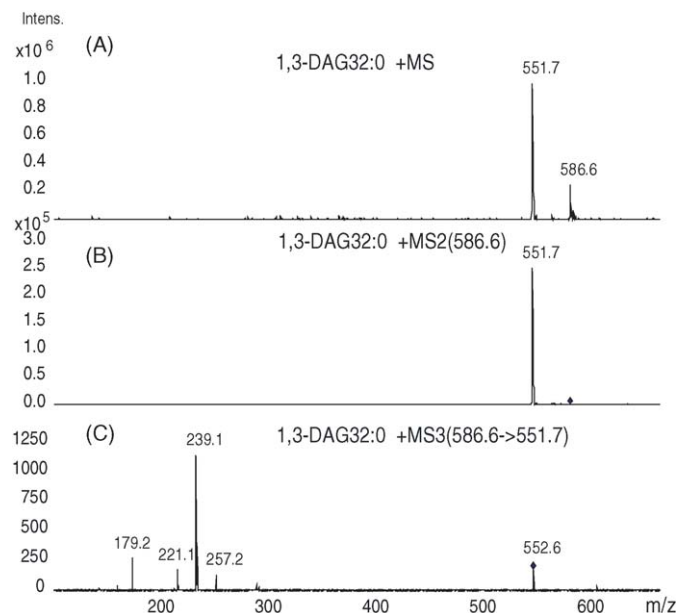 Intens.
x10 6
(A)
1,3-DAG32:0 +MS
551.7
586.6
1.0
0.8
0.6
0.4
0.2
x10 5
(B)
1,3-DAG32:0 +MS2(586.6)
551.7
3.0
2.5
2.0
1.5
1.0
0.5
0.0
(C)
1,3-DAG32:0 +MS3(586.6->551.7)
1250
1000
750
500
250
0
179.2
221.1
239.1
257.2
552.6
200 300 400 500 600 m/z